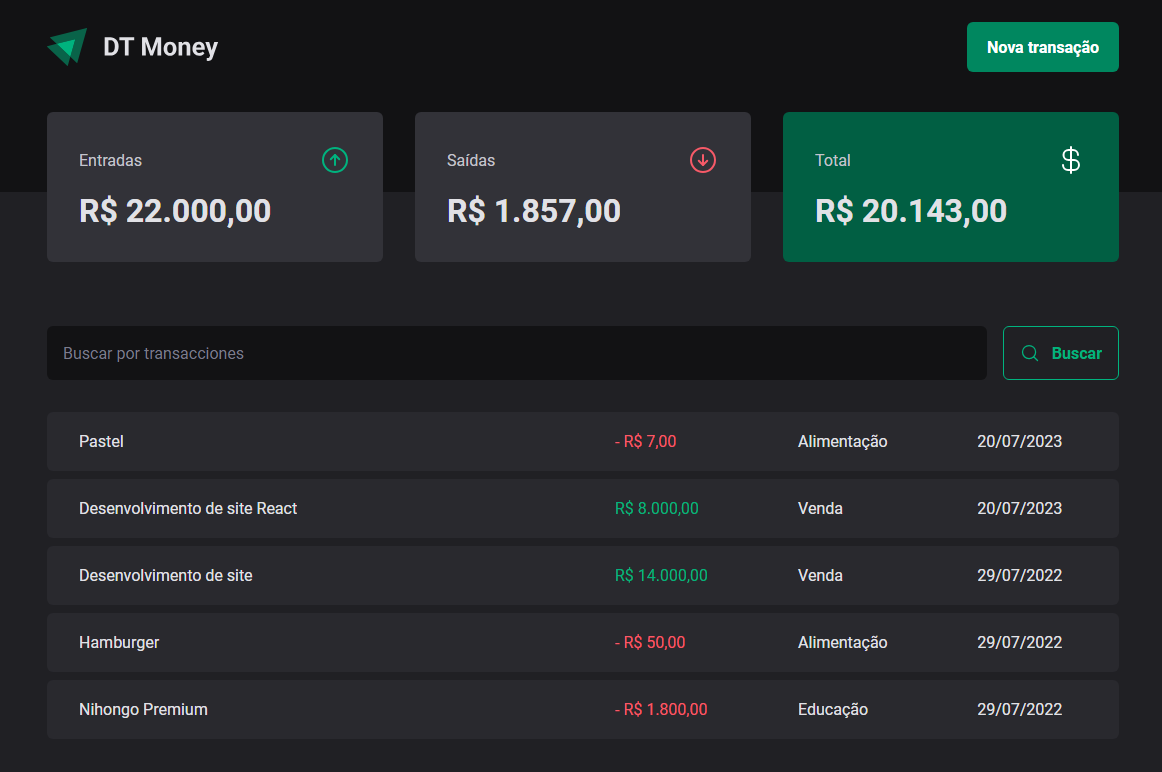 DT Money
Nova transação
Entradas
R$ 22.000,00
Saídas
R$ 1.857,00
Total
$
R$ 20.143,00
Buscar por transacciones
Buscar
Pastel - R$ 7,00 Alimentação 20/07/2023
Desenvolvimento de site React R$ 8.000,00 Venda 20/07/2023
Desenvolvimento de site R$ 14.000,00 Venda 29/07/2022
Hamburger - R$ 50,00 Alimentação 29/07/2022
Nihongo Premium - R$ 1.800,00 Educação 29/07/2022